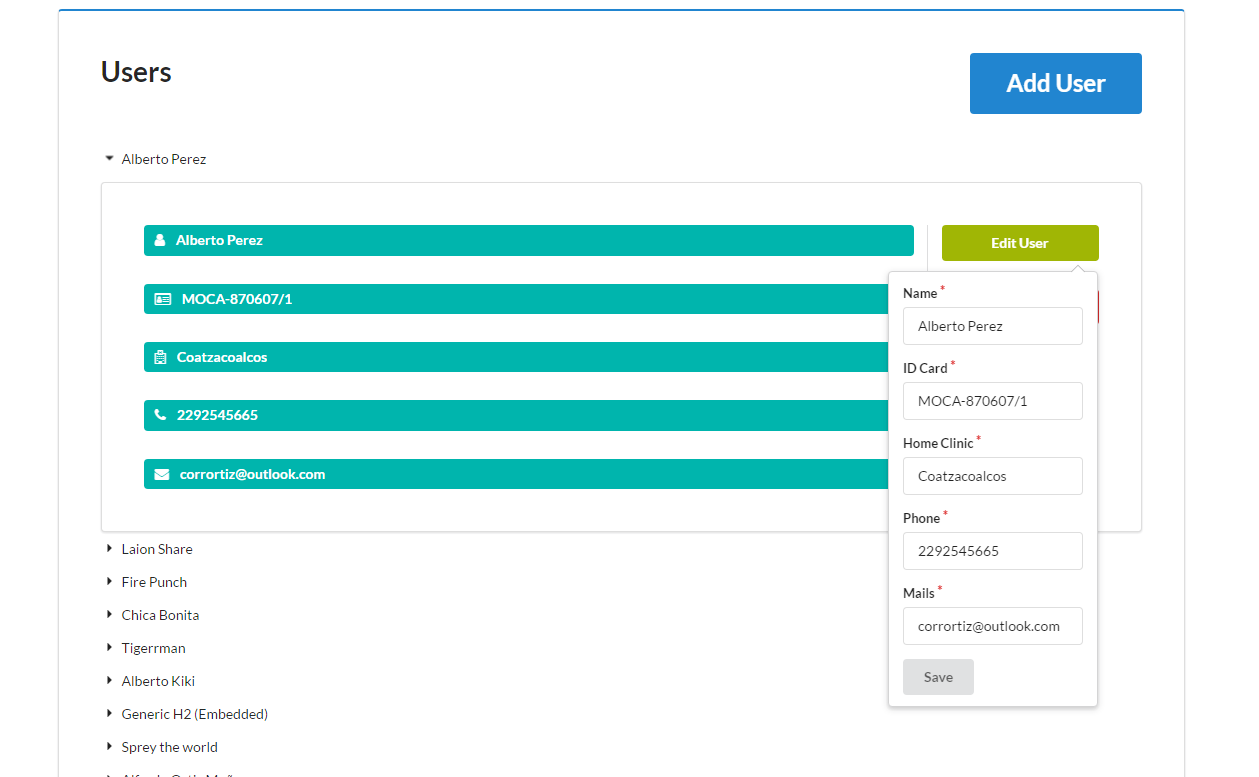 Users
Add User
Alberto Perez
Alberto Perez
Edit User
MOCA-870607/1
Coatzacoalcos
2292545665
corrortiz@outlook.com
Name *
Alberto Perez
ID Card *
MOCA-870607/1
Home Clinic *
Coatzacoalcos
Phone *
2292545665
Mails *
corrortiz@outlook.com
Save
Laion Share
Fire Punch
Chica Bonita
Tigerrman
Alberto Kiki
Generic H2 (Embedded)
Sprey the world